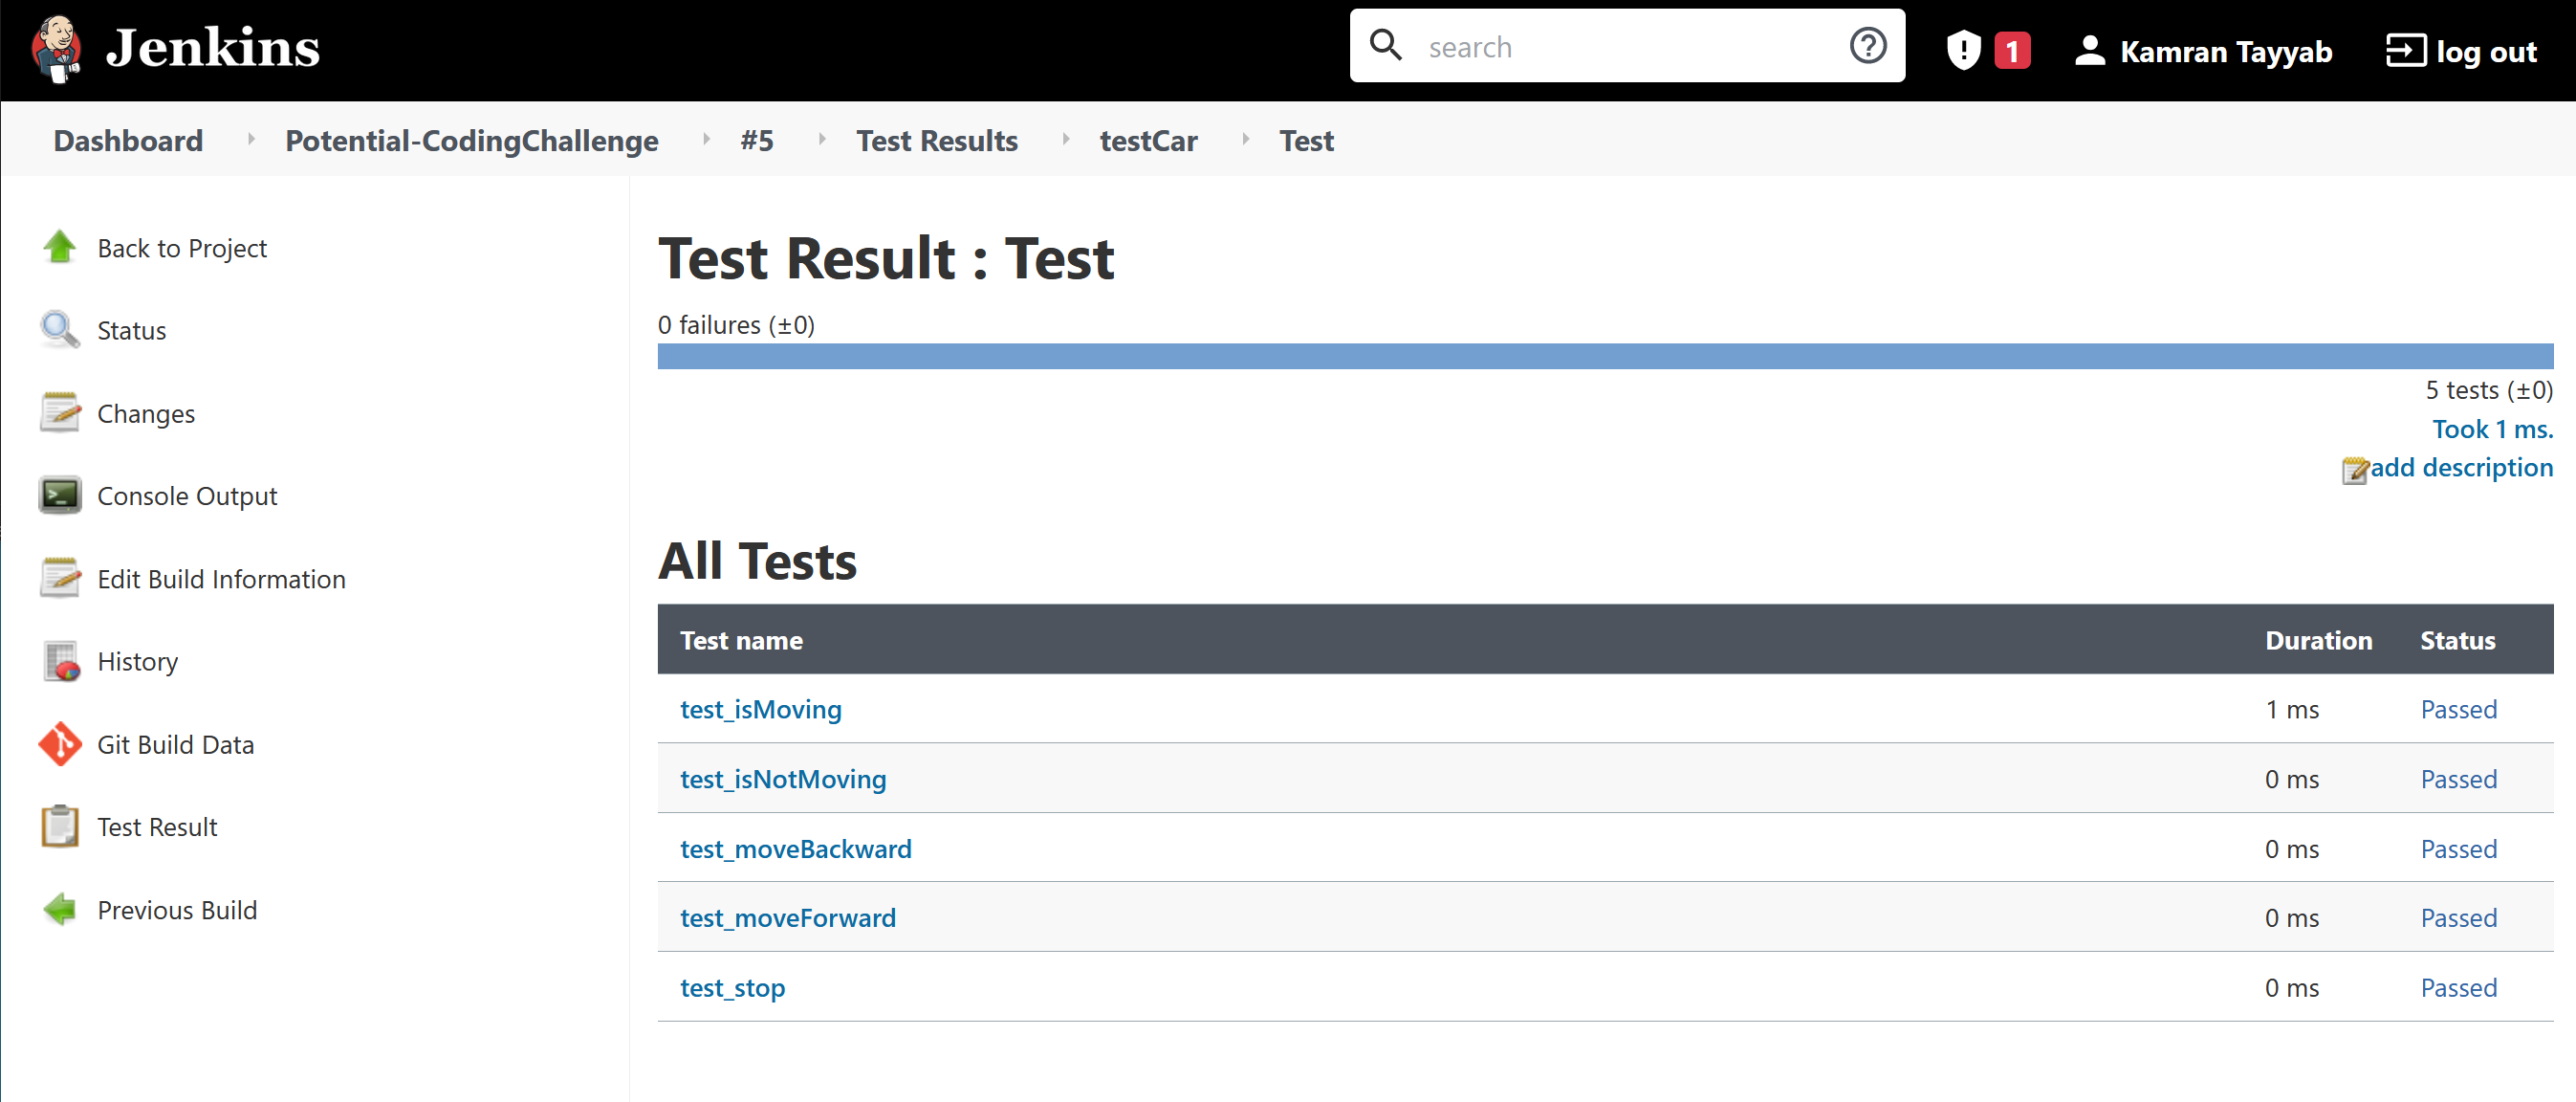 Jenkins
search
1
Kamran Tayyab
log out
Dashboard
Potential-CodingChallenge
#5
Test Results
testCar
Test
Back to Project
Status
Changes
Console Output
Edit Build Information
History
Git Build Data
Test Result
Previous Build
Test Result : Test
0 failures (±0)
5 tests (±0)
Took 1 ms.
add description
All Tests
Test name Duration Status
test_isMoving 1 ms Passed
test_isNotMoving 0 ms Passed
test_moveBackward 0 ms Passed
test_moveForward 0 ms Passed
test_stop 0 ms Passed